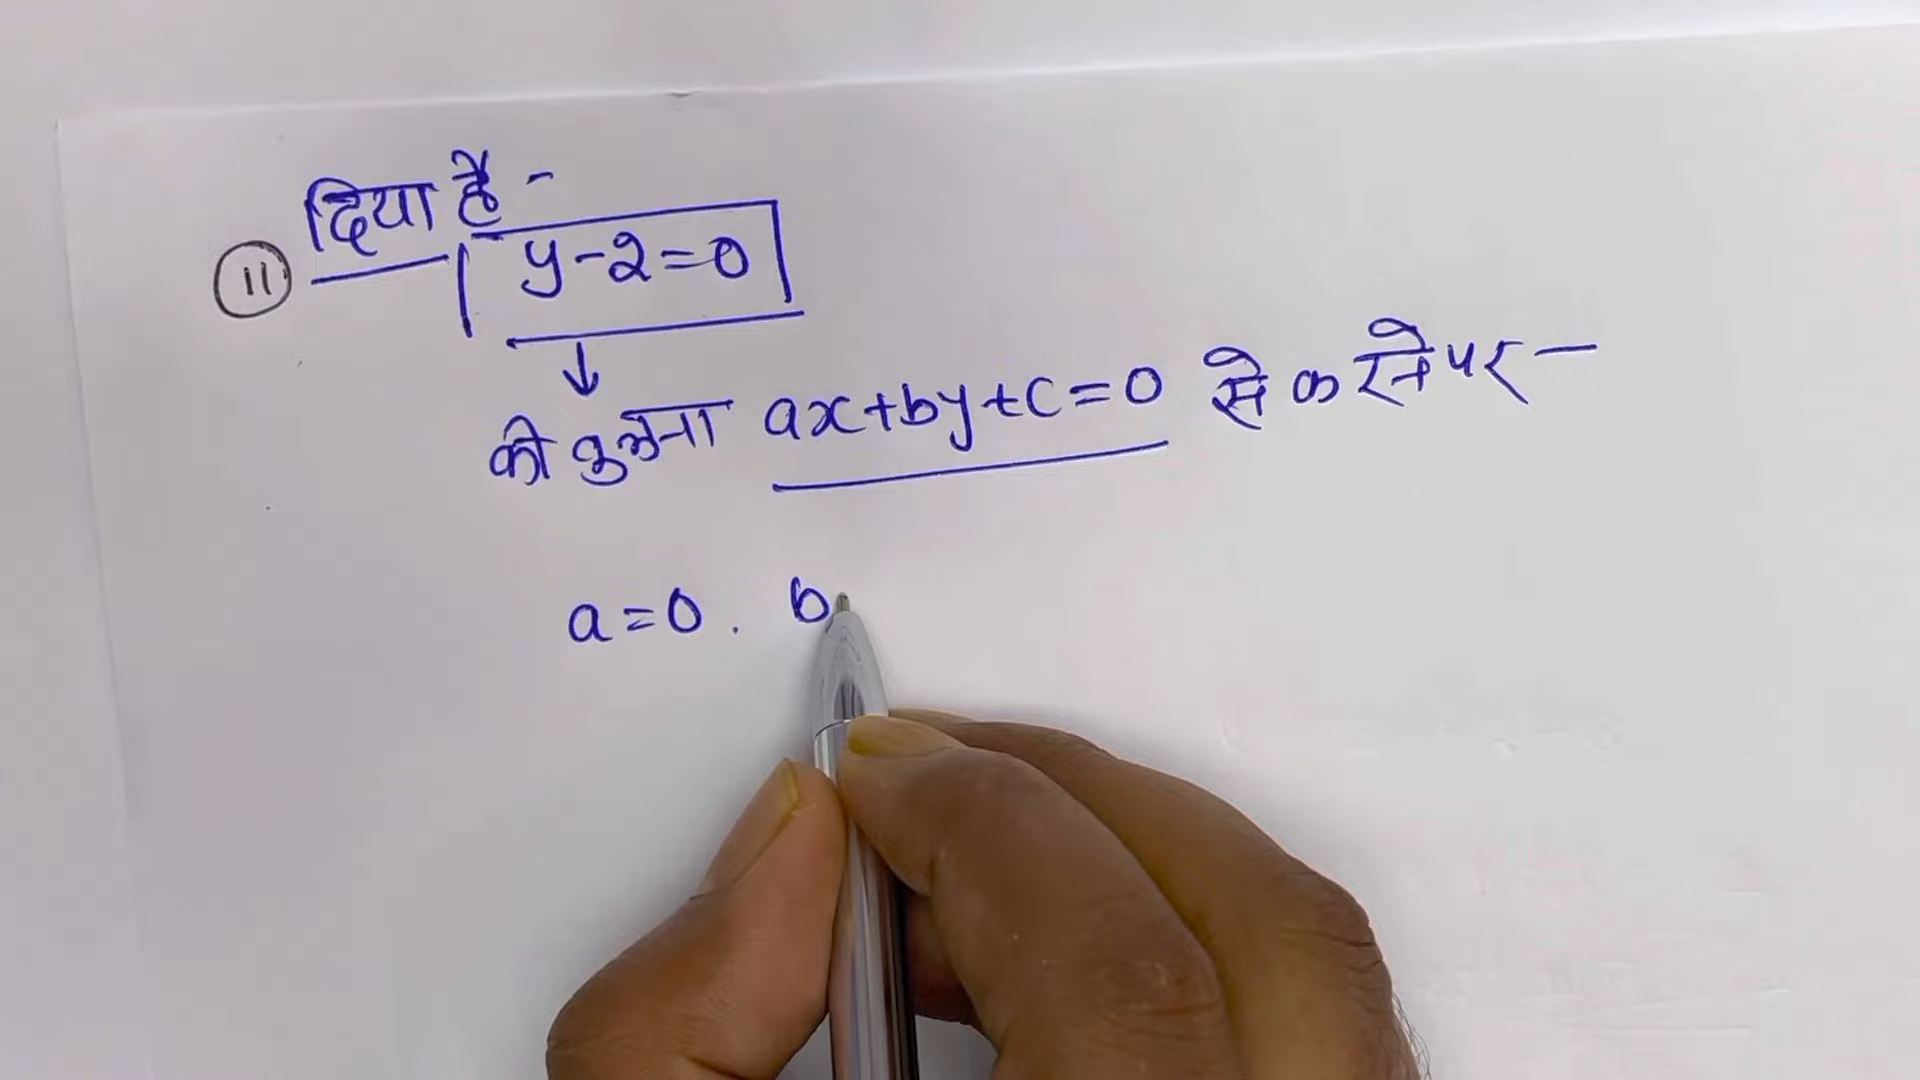 दिया है -
(11) y-2=0
↓
की तुलना ax+by+c=0 से करने पर —
a=0. b